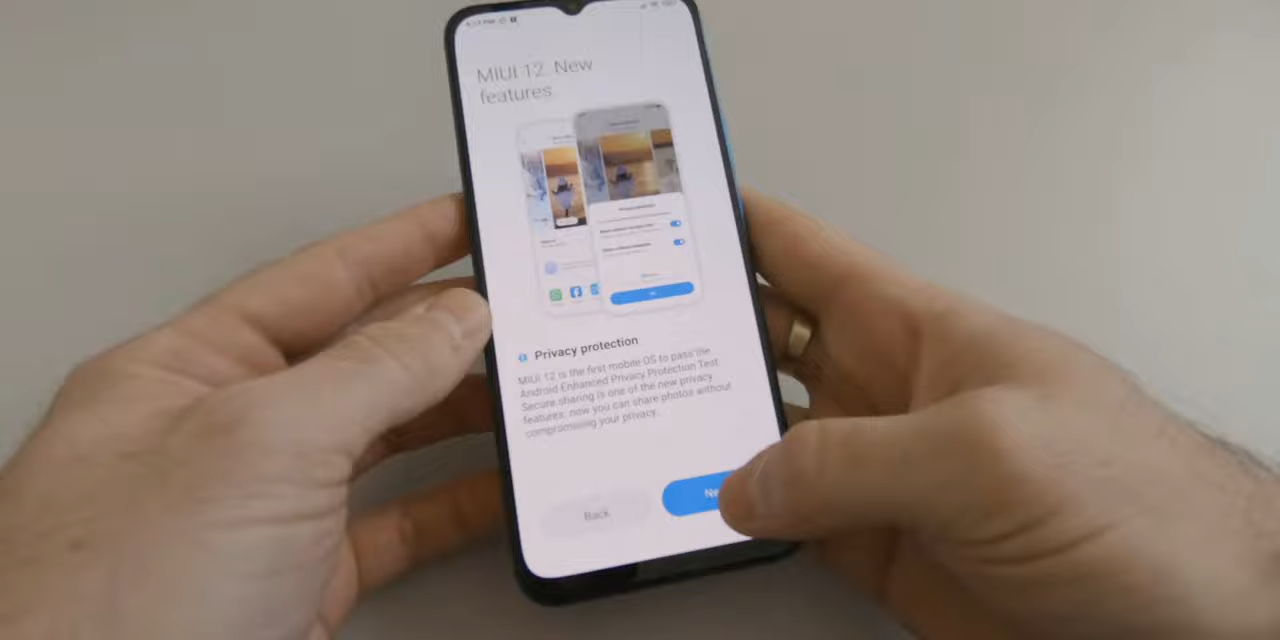 MIUI 12. New
features
Privacy protection
MIUI 12 is the first mobile OS to pass the
Android Enhanced Privacy Protection Test
Secure sharing is one of the new privacy
features, now you can share photos without
compromising your privacy.
Back
Ne